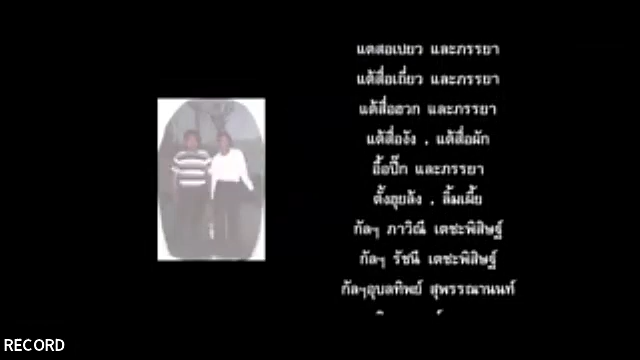 แต้สื่อเปียว และภรรยา
แต้สื่อเถี่ยว และภรรยา
แต้สื่อฮวก และภรรยา
แต้สื่องัง , แต้สื่อผัก
อื้อปิ๊ก และภรรยา
ตั้งฮุยลัง , ลิ้มเผี้ย
กัลฯ ภาวิณี เตชะพิสิษฐ์
กัลฯ รัชนี เตชะพิสิษฐ์
กัลฯอุบลทิพย์ สุพรรณานนท์
RECORD